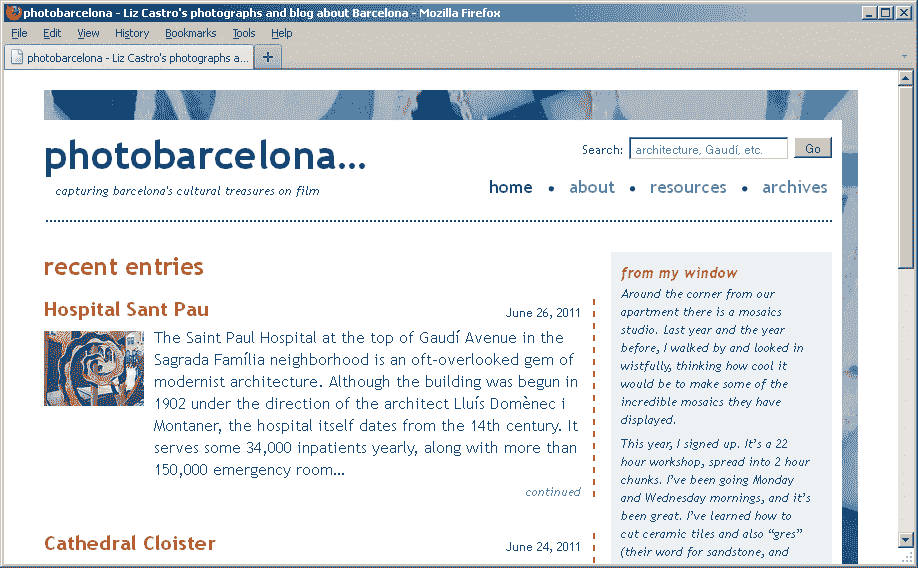 photobarcelona - Liz Castro's photographs and blog about Barcelona - Mozilla Firefox
File Edit View History Bookmarks Tools Help
photobarcelona - Liz Castro's photographs a...
photobarcelona...
capturing barcelona's cultural treasures on film
Search: architecture, Gaudí, etc. Go
home • about • resources • archives
recent entries
Hospital Sant Pau June 26, 2011
The Saint Paul Hospital at the top of Gaudí Avenue in the
Sagrada Família neighborhood is an oft-overlooked gem of
modernist architecture. Although the building was begun in
1902 under the direction of the architect Lluís Domènec i
Montaner, the hospital itself dates from the 14th century. It
serves some 34,000 inpatients yearly, along with more than
150,000 emergency room...
continued
Cathedral Cloister June 24, 2011
from my window
Around the corner from our
apartment there is a mosaics
studio. Last year and the year
before, I walked by and looked in
wistfully, thinking how cool it
would be to make some of the
incredible mosaics they have
displayed.
This year, I signed up. It's a 22
hour workshop, spread into 2 hour
chunks. I've been going Monday
and Wednesday mornings, and it's
been great. I've learned how to
cut ceramic tiles and also “gres”
(their word for sandstone, and